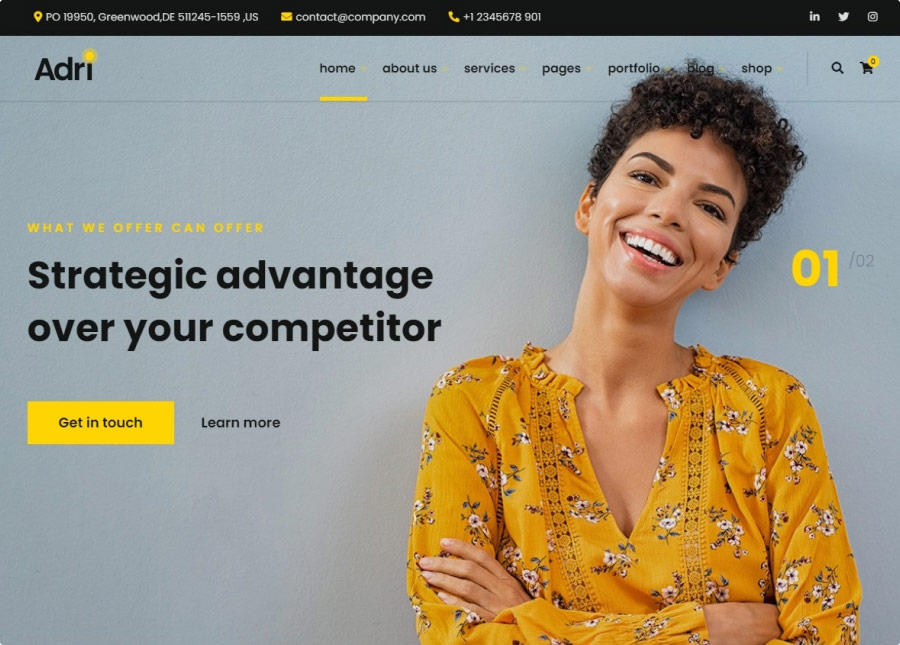 PO 19950, Greenwood,DE 511245-1559 ,US contact@company.com +1 2345678 901
Adri
home about us services pages portfolio blog shop
0
WHAT WE OFFER CAN OFFER
Strategic advantage
over your competitor
01 /02
Get in touch Learn more